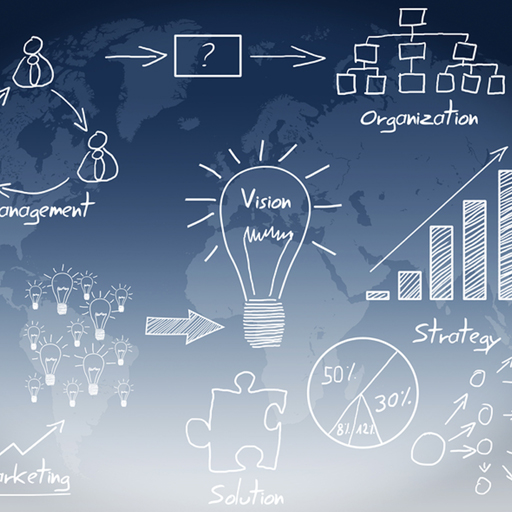 ?
Organization
anagement
Vision
Strategy
50%
30%
8%
12%
arketing
Solution